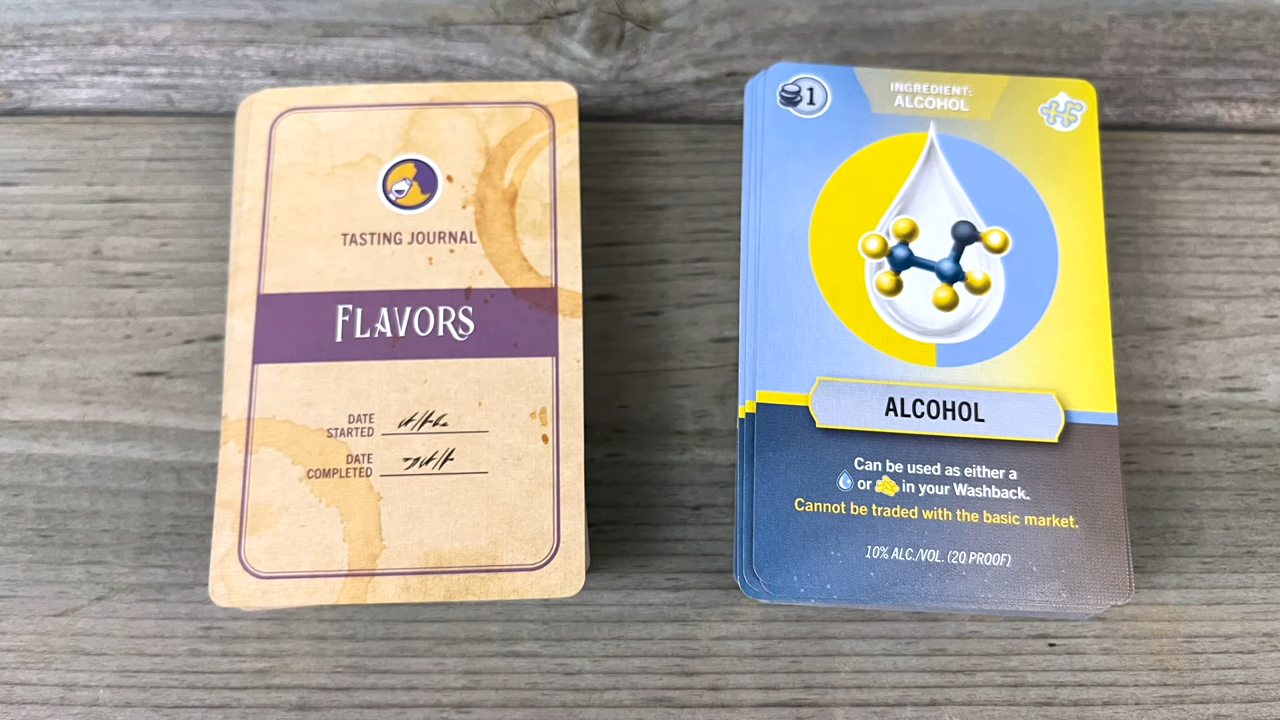 TASTING JOURNAL
FLAVORS
DATE
STARTED
DATE
COMPLETED
1
INGREDIENT:
ALCOHOL
ALCOHOL
Can be used as either a
or in your Washback.
Cannot be traded with the basic market.
10% ALC./VOL. (20 PROOF)